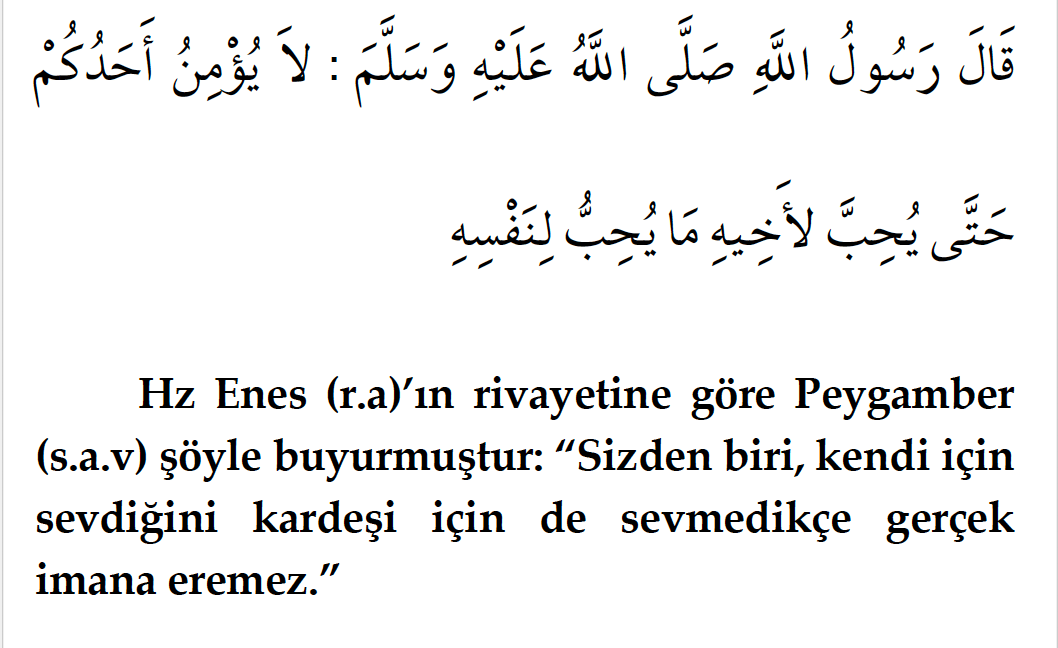 قَالَ رَسُولُ اللَّهِ صَلَّى اللَّهُ عَلَيْهِ وَسَلَّمَ : لاَ يُؤْمِنُ أَحَدُكُمْ
حَتَّى يُحِبَّ لأَخِيهِ مَا يُحِبُّ لِنَفْسِهِ
Hz Enes (r.a)’ın rivayetine göre Peygamber
(s.a.v) şöyle buyurmuştur: “Sizden biri, kendi için
sevdiğini kardeşi için de sevmedikçe gerçek
imana eremez.”